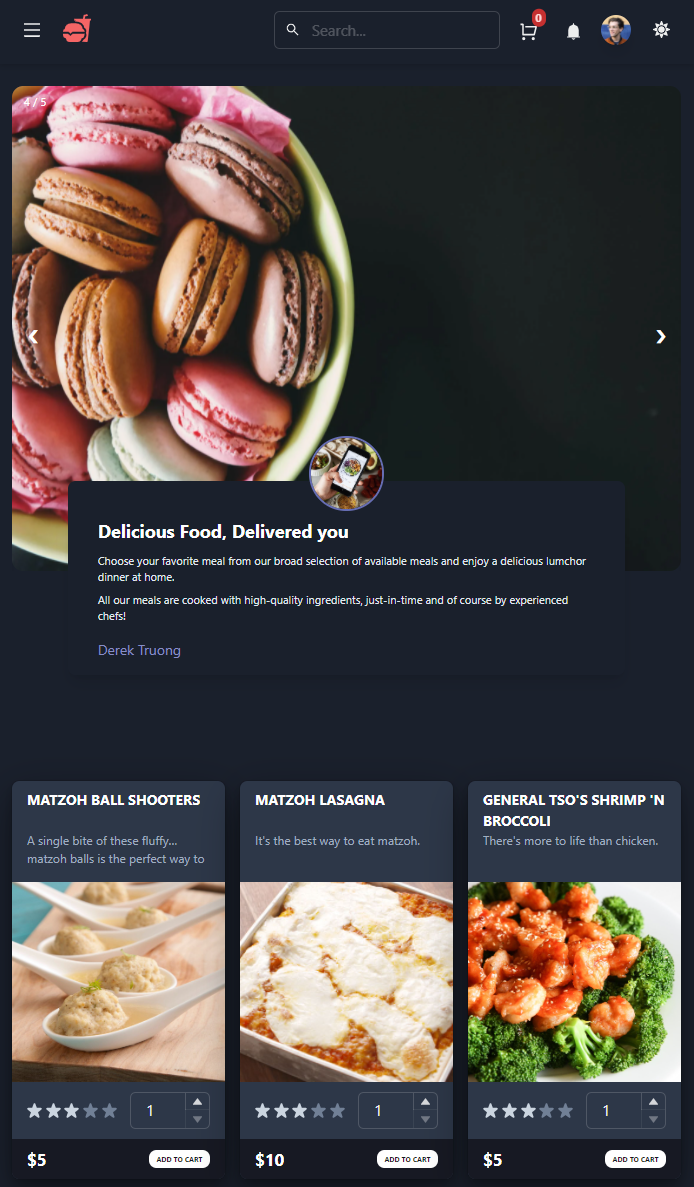 Search...
0
4 / 5
❮
❯
Delicious Food, Delivered you
Choose your favorite meal from our broad selection of available meals and enjoy a delicious lumchor
dinner at home.
All our meals are cooked with high-quality ingredients, just-in-time and of course by experienced
chefs!
Derek Truong
MATZOH BALL SHOOTERS
A single bite of these fluffy...
matzoh balls is the perfect way to
1
$5
ADD TO CART
MATZOH LASAGNA
It's the best way to eat matzoh.
1
$10
ADD TO CART
GENERAL TSO'S SHRIMP 'N
BROCCOLI
There's more to life than chicken.
1
$5
ADD TO CART